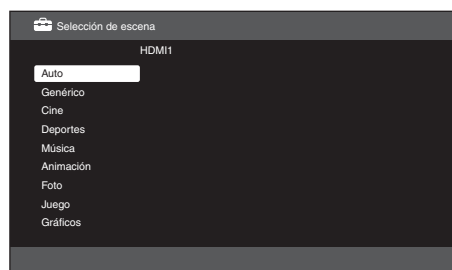 Selección de escena
HDMI1
Auto
Genérico
Cine
Deportes
Música
Animación
Foto
Juego
Gráficos